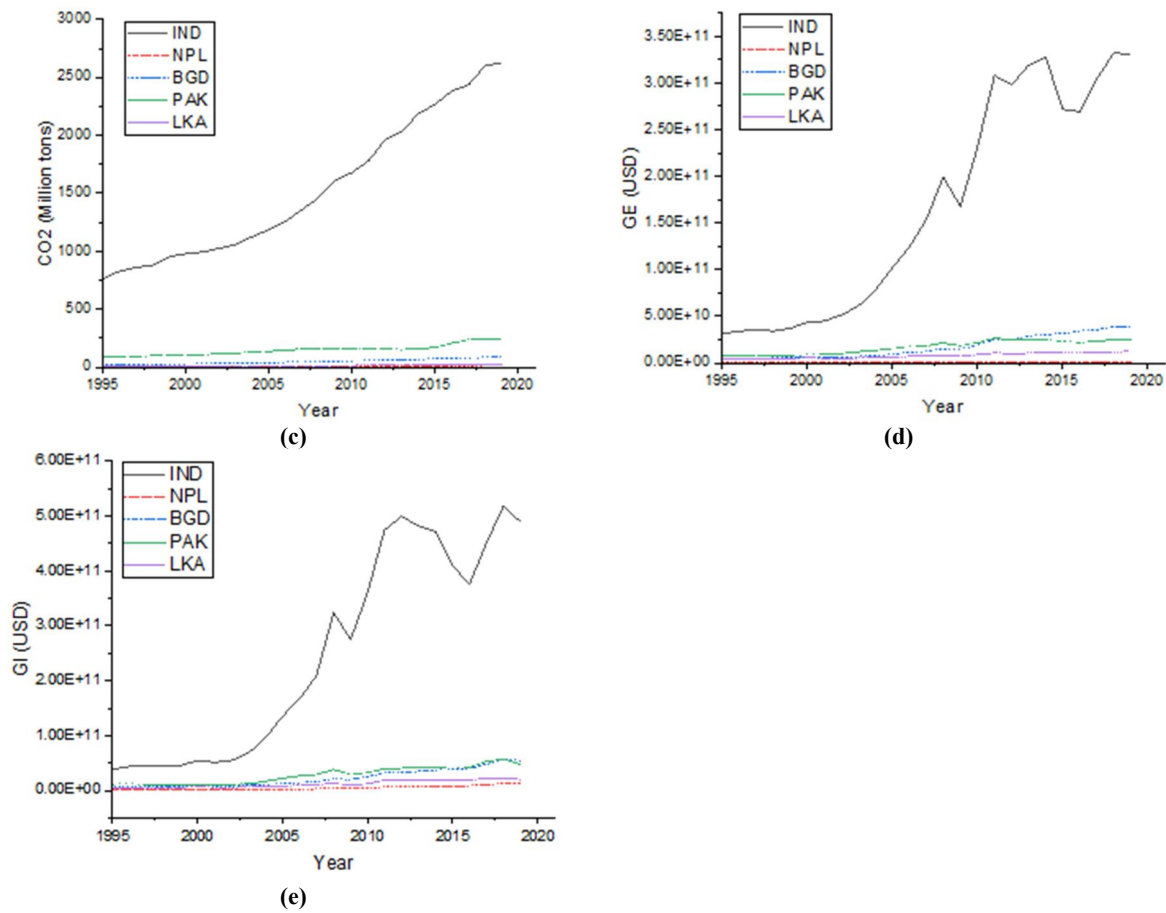 3000
2500
2000
1500
1000
500
0
CO2 (Million tons)
IND
NPL
BGD
PAK
LKA
1995 2000 2005 2010 2015 2020
Year
(c)
3.50E+11
3.00E+11
2.50E+11
2.00E+11
1.50E+11
1.00E+11
5.00E+10
0.00E+00
GE (USD)
IND
NPL
BGD
PAK
LKA
1995 2000 2005 2010 2015 2020
Year
(d)
6.00E+11
5.00E+11
4.00E+11
3.00E+11
2.00E+11
1.00E+11
0.00E+00
GI (USD)
IND
NPL
BGD
PAK
LKA
1995 2000 2005 2010 2015 2020
Year
(e)